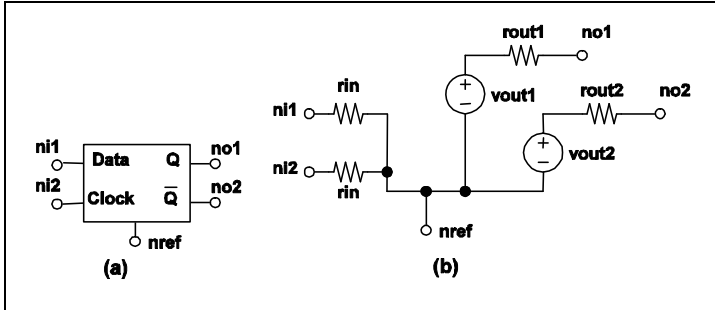 ni1
ni2
Data
Clock
Q
Q̅
no1
no2
nref
(a)
ni1
rin
ni2
rin
rout1
no1
+
−
vout1
rout2
no2
+
−
vout2
nref
(b)